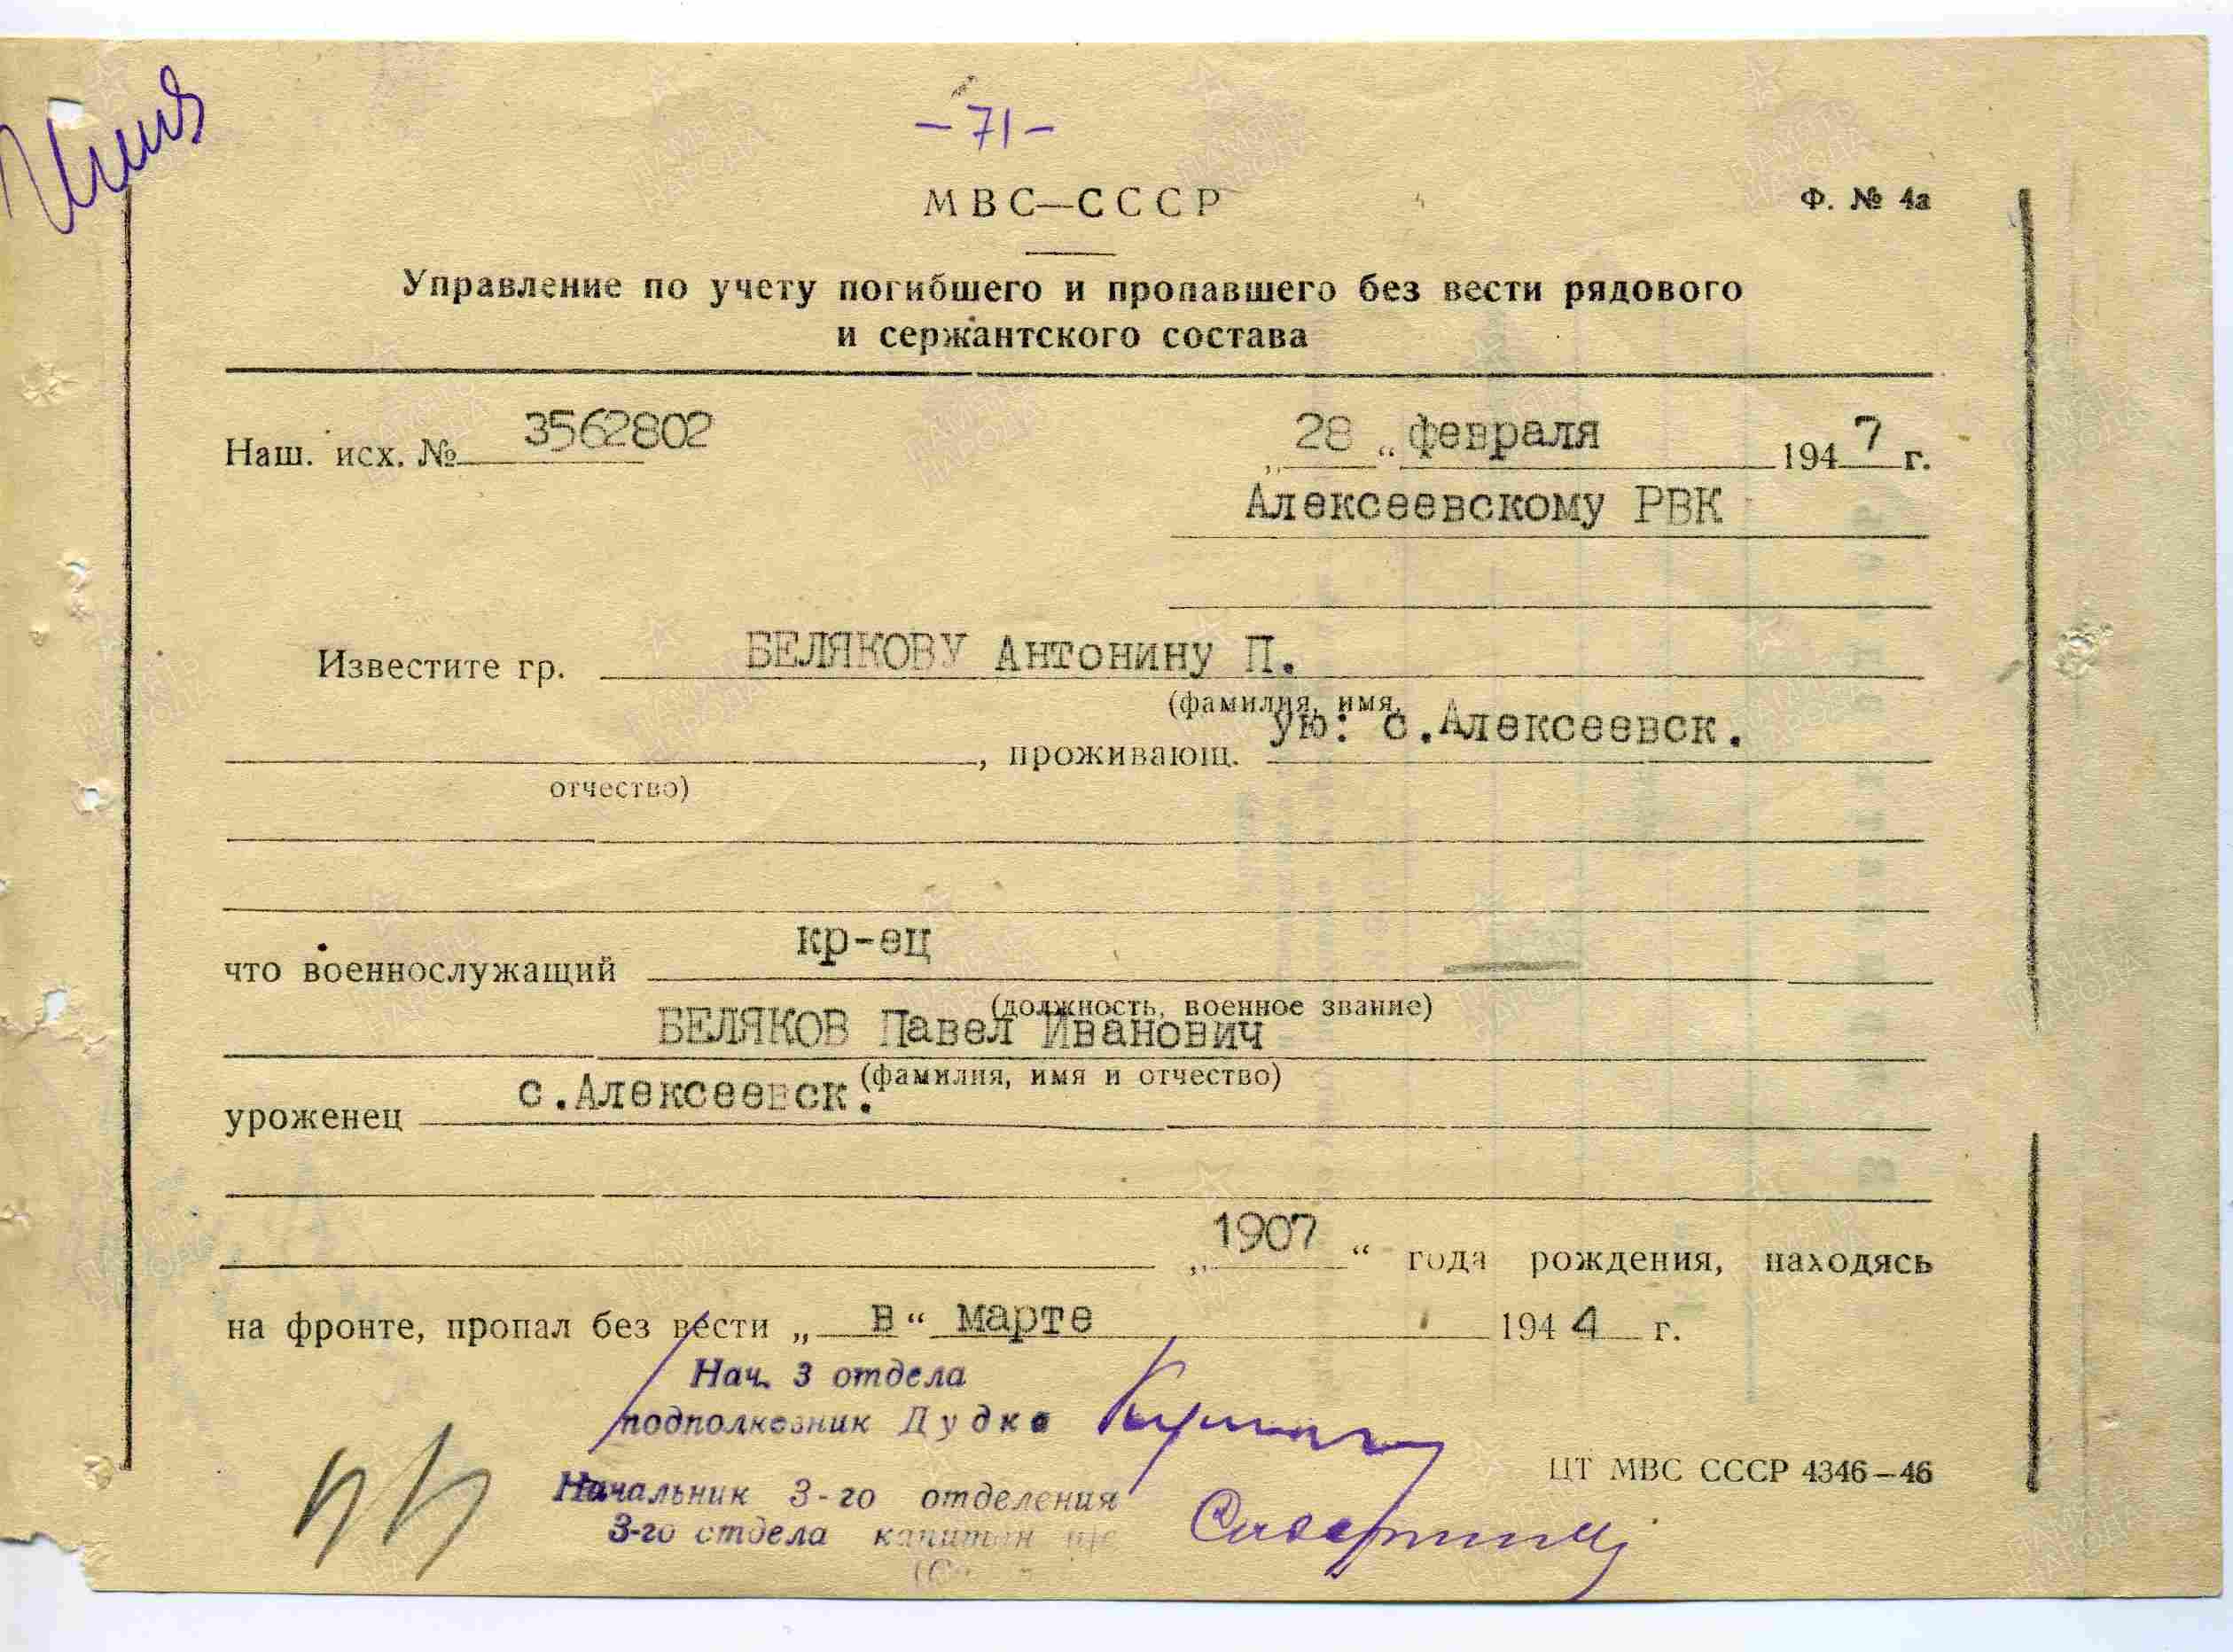 -71-
МВС—СССР
Ф. № 4а
Управление по учету погибшего и пропавшего без вести рядового
и сержантского состава
Наш. исх. № 3562802
„28“ февраля 1947 г.
Алексеевскому РВК
Известите гр. БЕЛЯКОВУ Антонину П.
(фамилия, имя,
, проживающ. ую: с.Алексеевск.
отчество)
что военнослужащий кр-ец
(должность, военное звание)
БЕЛЯКОВ Павел Иванович
(фамилия, имя и отчество)
уроженец с.Алексеевск.
„1907“ года рождения, находясь
на фронте, пропал без вести „в“ марте 1944 г.
Нач. 3 отдела
подполковник Дудко
Начальник 3-го отделения
3-го отдела капитан
ЦТ МВС СССР 4346—46
ПАМЯТЬ НАРОДА